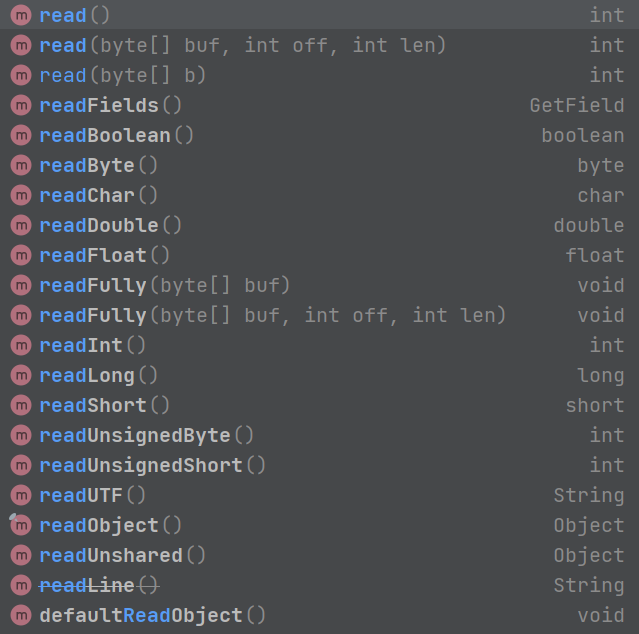 m read() int
m read(byte[] buf, int off, int len) int
m read(byte[] b) int
m readFields() GetField
m readBoolean() boolean
m readByte() byte
m readChar() char
m readDouble() double
m readFloat() float
m readFully(byte[] buf) void
m readFully(byte[] buf, int off, int len) void
m readInt() int
m readLong() long
m readShort() short
m readUnsignedByte() int
m readUnsignedShort() int
m readUTF() String
m readObject() Object
m readUnshared() Object
m readLine() String
m defaultReadObject() void